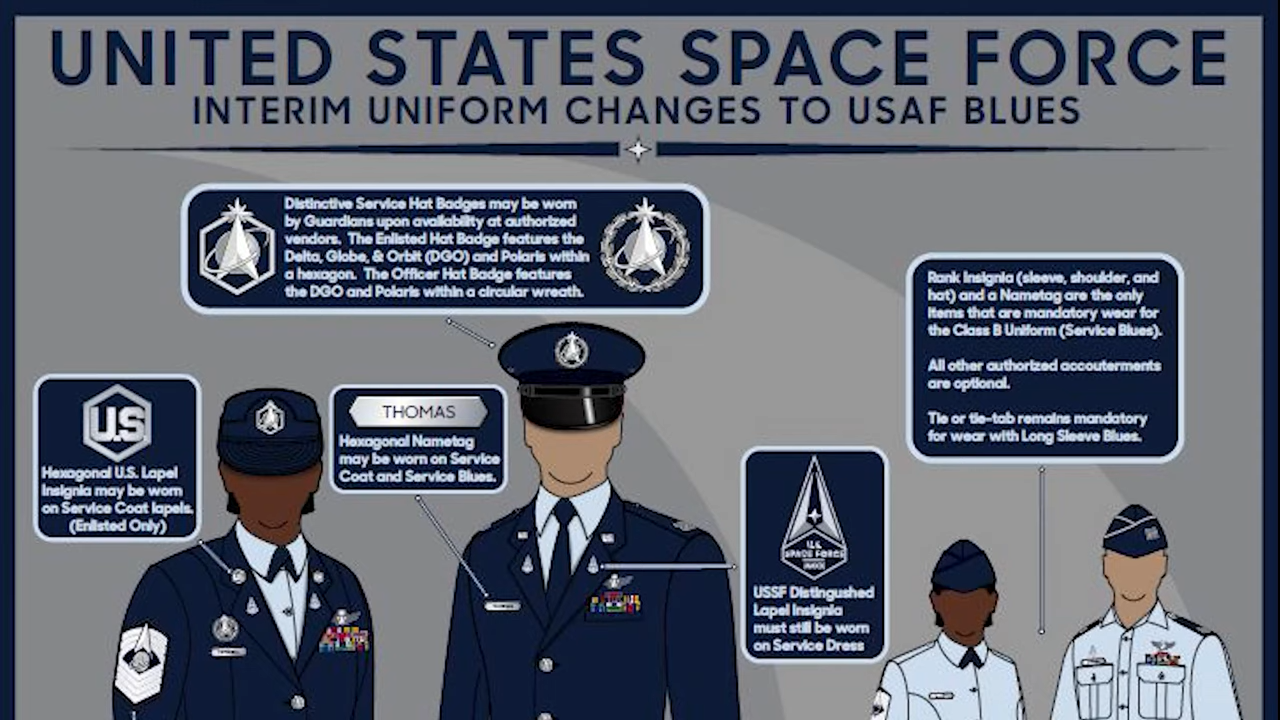 UNITED STATES SPACE FORCE
INTERIM UNIFORM CHANGES TO USAF BLUES
Distinctive Service Hat Badges may be worn
by Guardians upon availability at authorized
vendors. The Enlisted Hat Badge features the
Delta, Globe, & Orbit (DGO) and Polaris within
a hexagon. The Officer Hat Badge features
the DGO and Polaris within a circular wreath.
Rank Insignia (sleeve, shoulder, and
hat) and a Nametag are the only
items that are mandatory wear for
the Class B Uniform (Service Blues).
All other authorized accouterments
are optional.
Tie or tie-tab remains mandatory
for wear with Long Sleeve Blues.
U.S
Hexagonal U.S. Lapel
Insignia may be worn
on Service Coat lapels.
(Enlisted Only)
THOMAS
Hexagonal Nametag
may be worn on Service
Coat and Service Blues.
U.S.
SPACE FORCE
USSF Distingushed
Lapel Insignia
must still be worn
on Service Dress